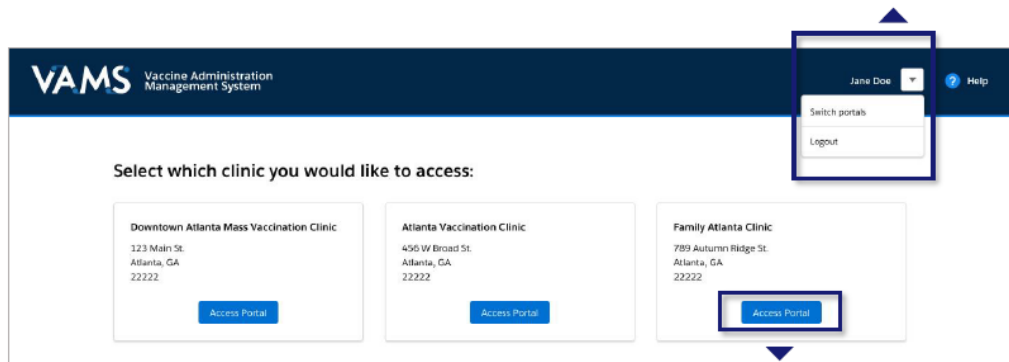 VAMS Vaccine Administration
Management System
Jane Doe
? Help
Switch portals
Logout
Select which clinic you would like to access:
Downtown Atlanta Mass Vaccination Clinic
123 Main St.
Atlanta, GA
22222
Access Portal
Atlanta Vaccination Clinic
456 W Broad St.
Atlanta, GA
22222
Access Portal
Family Atlanta Clinic
789 Autumn Ridge St.
Atlanta, GA
22222
Access Portal